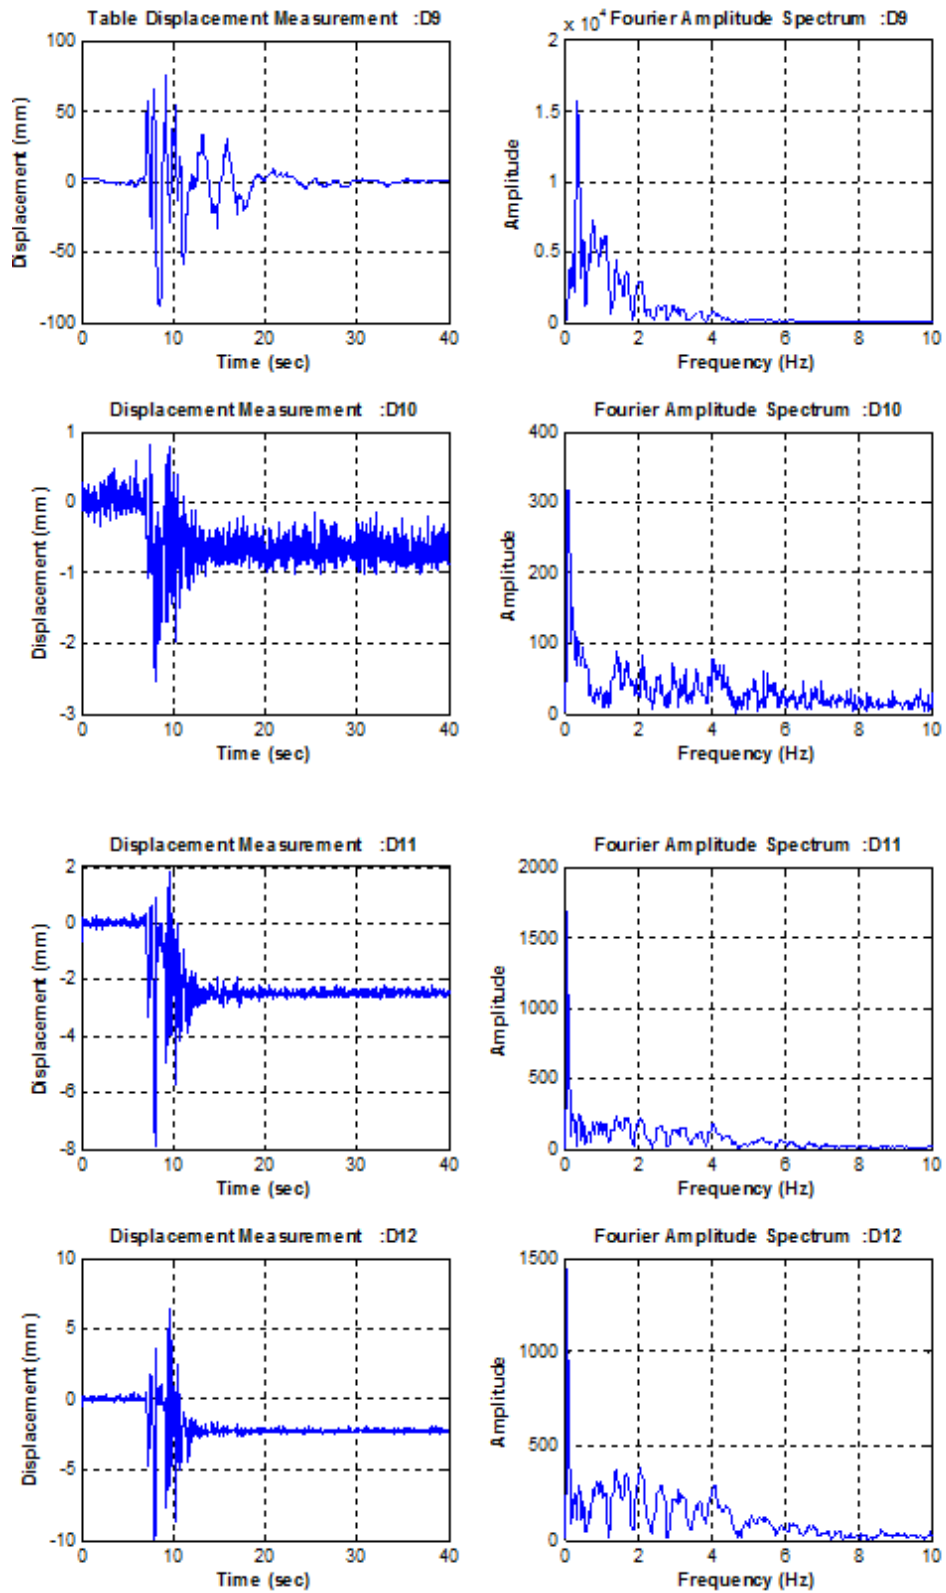 Table Displacement Measurement :D9
Displacement (mm)
100
50
0
-50
-100
0 10 20 30 40
Time (sec)
x 10^4 Fourier Amplitude Spectrum :D9
Amplitude
2
1.5
1
0.5
0
0 2 4 6 8 10
Frequency (Hz)
Displacement Measurement :D10
Displacement (mm)
1
0
-1
-2
-3
0 10 20 30 40
Time (sec)
Fourier Amplitude Spectrum :D10
Amplitude
400
300
200
100
0
0 2 4 6 8 10
Frequency (Hz)
Displacement Measurement :D11
Displacement (mm)
2
0
-2
-4
-6
-8
0 10 20 30 40
Time (sec)
Fourier Amplitude Spectrum :D11
Amplitude
2000
1500
1000
500
0
0 2 4 6 8 10
Frequency (Hz)
Displacement Measurement :D12
Displacement (mm)
10
5
0
-5
-10
0 10 20 30 40
Time (sec)
Fourier Amplitude Spectrum :D12
Amplitude
1500
1000
500
0
0 2 4 6 8 10
Frequency (Hz)